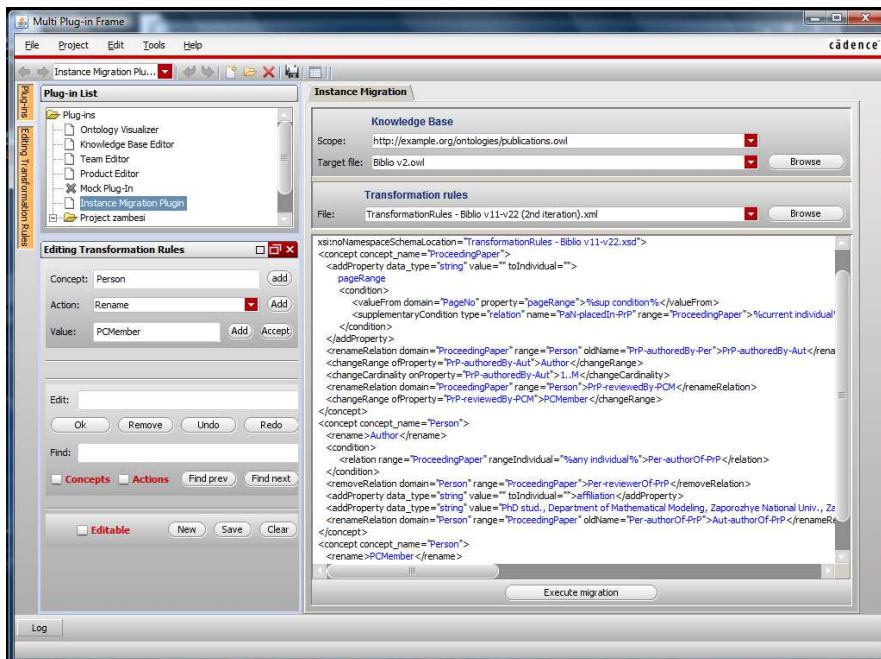 Multi Plug-in Frame
File Project Edit Tools Help
cādence
Instance Migration Plu...
Plug-ins
Editing Transformation Rules
Plug-in List
Plug-ins
Ontology Visualizer
Knowledge Base Editor
Team Editor
Product Editor
Mock Plug-In
Instance Migration Plugin
Project zambesi
Editing Transformation Rules
Concept: Person add
Action: Rename Add
Value: PCMember Add Accept
Edit:
Ok Remove Undo Redo
Find:
Concepts Actions Find prev Find next
Editable New Save Clear
Instance Migration
Knowledge Base
Scope: http://example.org/ontologies/publications.owl
Target file: Biblio v2.owl Browse
Transformation rules
File: TransformationRules - Biblio v11-v22 (2nd iteration).xml Browse
xsi:noNamespaceSchemaLocation="TransformationRules - Biblio v11-v22.xsd">
<concept concept_name="ProceedingPaper">
<addProperty data_type="string" value="" toIndividual="">
pageRange
<condition>
<valueFrom domain="PageNo" property="pageRange">%sup condition%</valueFrom>
<supplementaryCondition type="relation" name="PaN-placedIn-PrP" range="ProceedingPaper">%current individual%
</condition>
</addProperty>
<renameRelation domain="ProceedingPaper" range="Person" oldName="PrP-authoredBy-Per">PrP-authoredBy-Aut</rena
<changeRange ofProperty="PrP-authoredBy-Aut">Author</changeRange>
<changeCardinality onProperty="PrP-authoredBy-Aut">1..M</changeCardinality>
<renameRelation domain="ProceedingPaper" range="Person">PrP-reviewedBy-PCM</renameRelation>
<changeRange ofProperty="PrP-reviewedBy-PCM">PCMember</changeRange>
</concept>
<concept concept_name="Person">
<rename>Author</rename>
<condition>
<relation range="ProceedingPaper" rangeIndividual="%any individual%">Per-authorOf-PrP</relation>
</condition>
<removeRelation domain="Person" range="ProceedingPaper">Per-reviewerOf-PrP</removeRelation>
<addProperty data_type="string" value="" toIndividual="">affiliation</addProperty>
<addProperty data_type="string" value="PhD stud., Department of Mathematical Modeling, Zaporozhye National Univ., Za
<renameRelation domain="Person" range="ProceedingPaper" oldName="Per-authorOf-PrP">Aut-authorOf-PrP</renameRe
</concept>
<concept concept_name="Person">
<rename>PCMember</rename>
Execute migration
Log